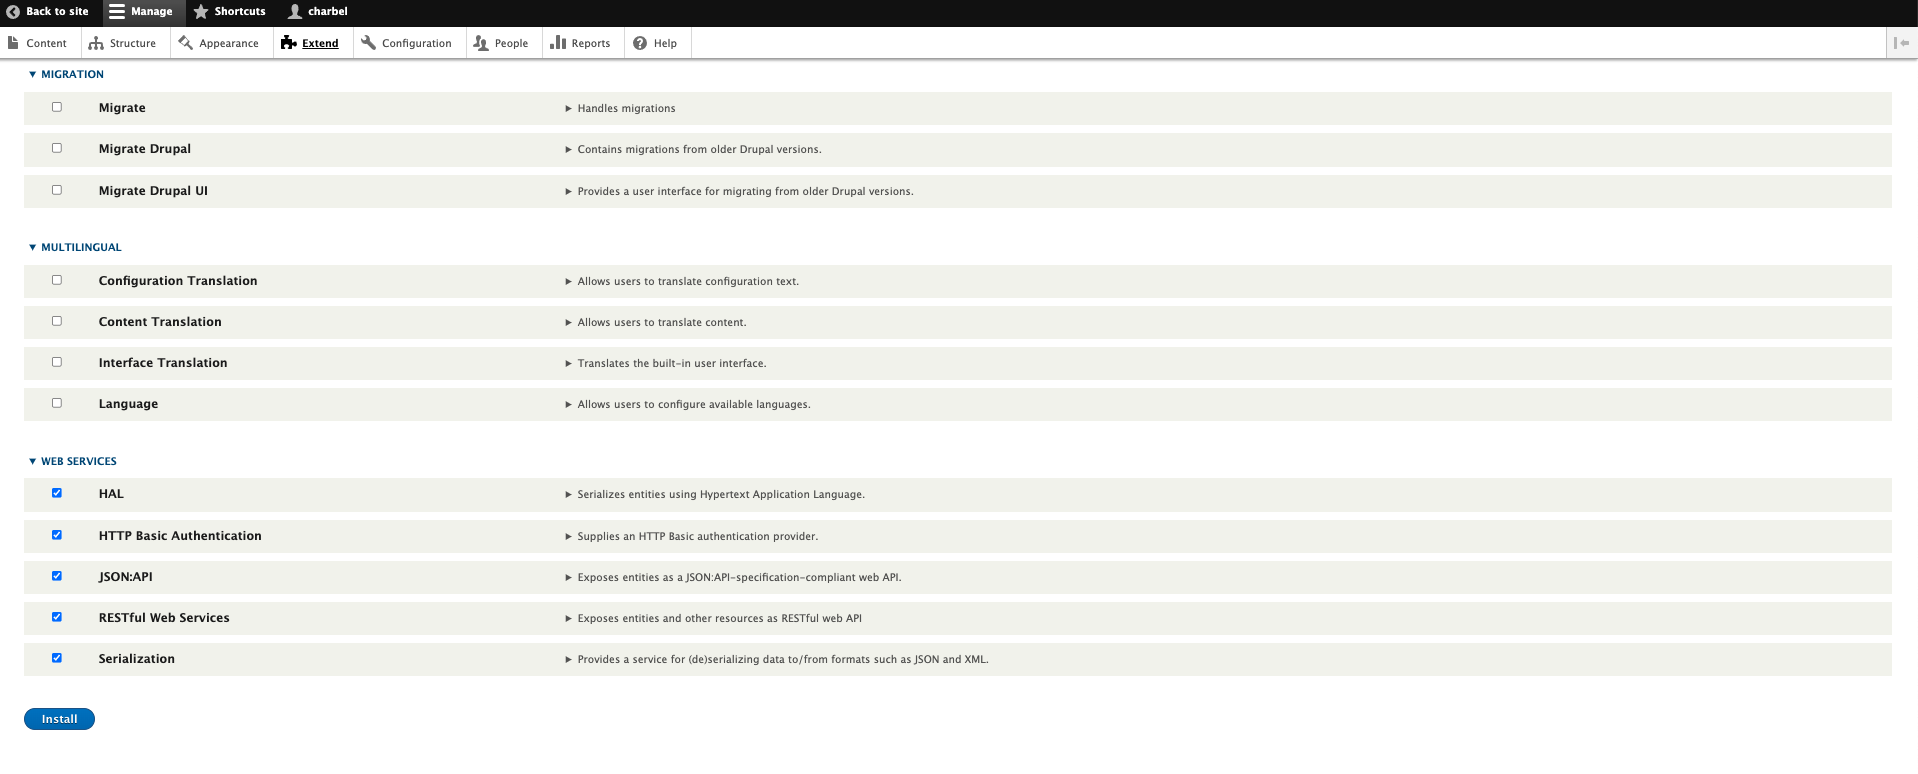 Back to site Manage Shortcuts charbel
Content Structure Appearance Extend Configuration People Reports Help
MIGRATION
Migrate Handles migrations
Migrate Drupal Contains migrations from older Drupal versions.
Migrate Drupal UI Provides a user interface for migrating from older Drupal versions.
MULTILINGUAL
Configuration Translation Allows users to translate configuration text.
Content Translation Allows users to translate content.
Interface Translation Translates the built-in user interface.
Language Allows users to configure available languages.
WEB SERVICES
HAL Serializes entities using Hypertext Application Language.
HTTP Basic Authentication Supplies an HTTP Basic authentication provider.
JSON:API Exposes entities as a JSON:API-specification-compliant web API.
RESTful Web Services Exposes entities and other resources as RESTful web API
Serialization Provides a service for (de)serializing data to/from formats such as JSON and XML.
Install